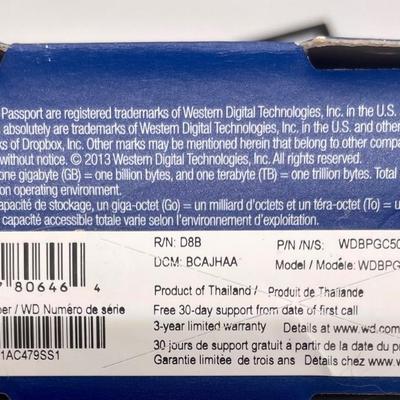 Passport are registered trademarks of Western Digital Technologies, Inc. in the U.S.
absolutely are trademarks of Western Digital Technologies, Inc. in the U.S. and other
ks of Dropbox, Inc. Other marks may be mentioned herein that belong to other compa
without notice. © 2013 Western Digital Technologies, Inc. All rights reserved.
one gigabyte (GB) = one billion bytes, and one terabyte (TB) = one trillion bytes. Total
on operating environment.
capacité de stockage, un giga-octet (Go) = un milliard d'octets et un téra-octet (To) =
capacité accessible totale varie selon l'environnement d'exploitation.
R/N: D8B P/N /N/S: WDBPGC50
DCM: BCAJHAA Model / Modèle: WDBPG
780646 4
Product of Thailand / Produit de Thaïlande
ber / WD Numéro de série Free 30-day support from date of first call
3-year limited warranty Details at www.wd.com
30 jours de support gratuit à partir de la date du pr
1AC479SS1 Garantie limitée de trois ans Détails chez www.